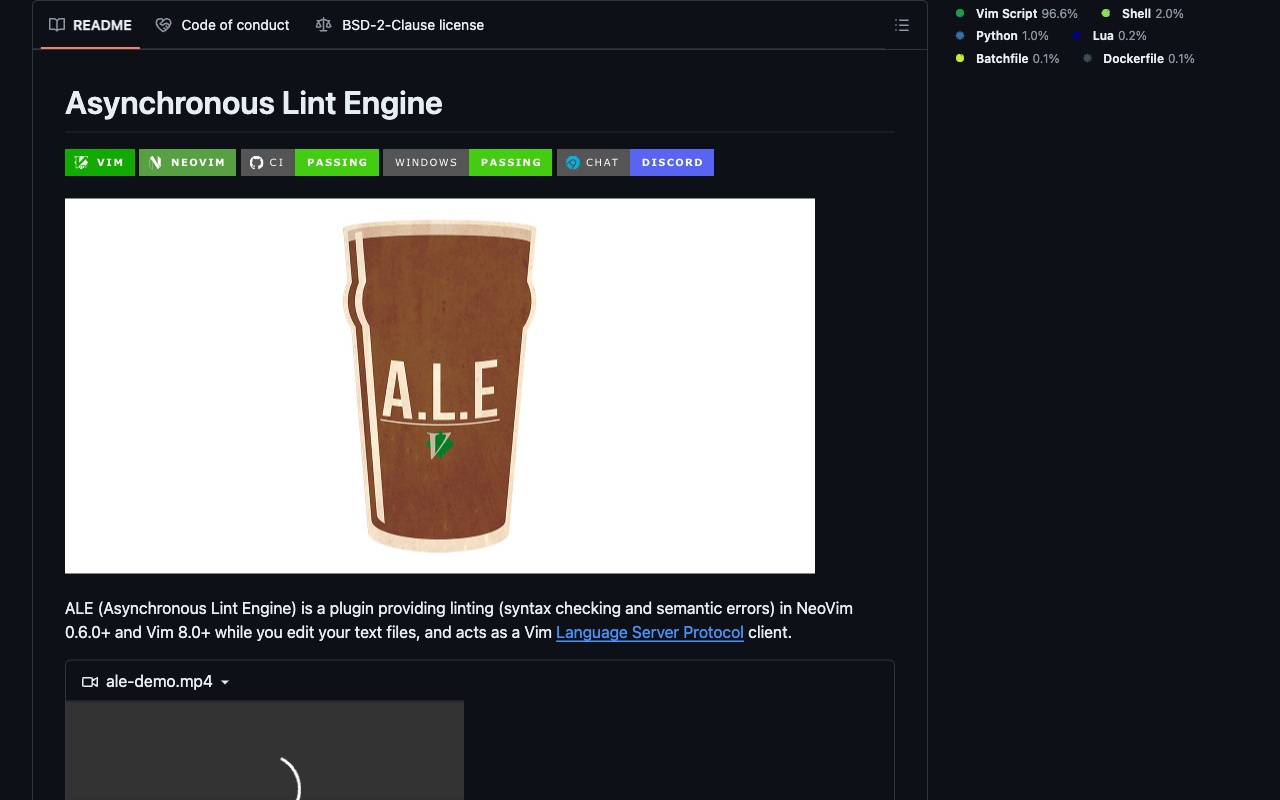 README Code of conduct BSD-2-Clause license
Vim Script 96.6% Shell 2.0%
Python 1.0% Lua 0.2%
Batchfile 0.1% Dockerfile 0.1%
Asynchronous Lint Engine
VIM NEOVIM CI PASSING WINDOWS PASSING CHAT DISCORD
A.L.E
V
ALE (Asynchronous Lint Engine) is a plugin providing linting (syntax checking and semantic errors) in NeoVim
0.6.0+ and Vim 8.0+ while you edit your text files, and acts as a Vim Language Server Protocol client.
ale-demo.mp4